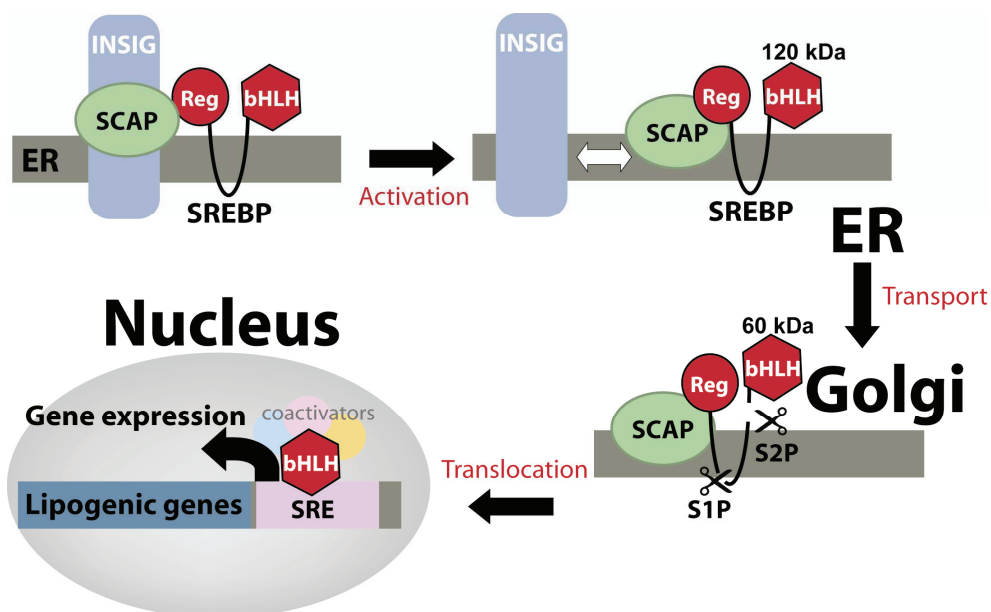 INSIG
SCAP
Reg
bHLH
ER
SREBP
Activation
INSIG
120 kDa
SCAP
Reg
bHLH
SREBP
ER
Transport
Golgi
60 kDa
Reg
bHLH
SCAP
S2P
S1P
Translocation
Nucleus
Gene expression
coactivators
bHLH
Lipogenic genes
SRE